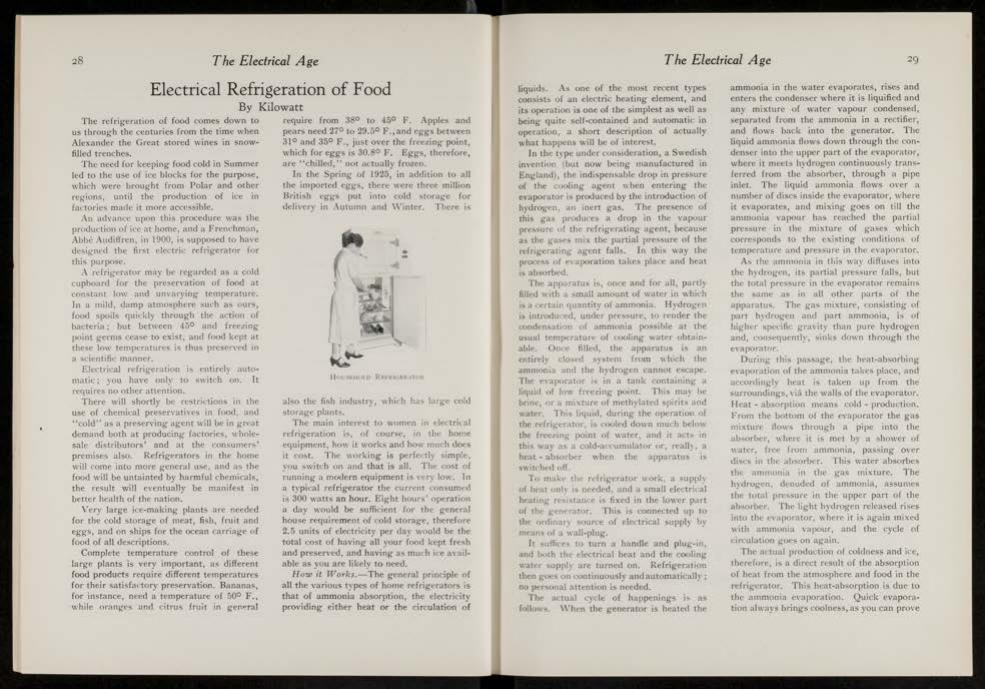 28
The Electrical Age
Electrical Refrigeration of Food
By Kilowatt
The refrigeration of food comes down to
us through the centuries from the time when
Alexander the Great stored wines in snow-
filled trenches.
The need for keeping food cold in Summer
led to the use of ice blocks for the purpose,
which were brought from Polar and other
regions, until the production of ice in
factories made it more accessible.
An advance upon this procedure was the
production of ice at home, and a Frenchman,
Abbé Audiffren, in 1900, is supposed to have
designed the first electric refrigerator for
this purpose.
A refrigerator may be regarded as a cold
cupboard for the preservation of food at
constant low and unvarying temperature.
In a mild, damp atmosphere such as ours,
food spoils quickly through the action of
bacteria; but between 45° and freezing
point germs cease to exist, and food kept at
these low temperatures is thus preserved in
a scientific manner.
Electrical refrigeration is entirely auto-
matic; you have only to switch on. It
requires no other attention.
There will shortly be restrictions in the
use of chemical preservatives in food, and
"cold" as a preserving agent will be in great
demand both at producing factories, whole-
sale distributors' and at the consumers'
premises also. Refrigerators in the home
will come into more general use, and as the
food will be untainted by harmful chemicals,
the result will eventually be manifest in
better health of the nation.
Very large ice-making plants are needed
for the cold storage of meat, fish, fruit and
eggs, and on ships for the ocean carriage of
food of all descriptions.
Complete temperature control of these
large plants is very important, as different
food products require different temperatures
for their satisfactory preservation. Bananas,
for instance, need a temperature of 50° F.,
while oranges and citrus fruit in general
require from 38° to 45° F. Apples and
pears need 27° to 29.5° F., and eggs between
31° and 35° F., just over the freezing point,
which for eggs is 30.8° F. Eggs, therefore,
are "chilled," not actually frozen.
In the Spring of 1925, in addition to all
the imported eggs, there were three million
British eggs put into cold storage for
delivery in Autumn and Winter. There is
Household Refrigerator
also the fish industry, which has large cold
storage plants.
The main interest to women in electrical
refrigeration is, of course, in the home
equipment, how it works and how much does
it cost. The working is perfectly simple,
you switch on and that is all. The cost of
running a modern equipment is very low. In
a typical refrigerator the current consumed
is 300 watts an hour. Eight hours' operation
a day would be sufficient for the general
house requirement of cold storage, therefore
2.5 units of electricity per day would be the
total cost of having all your food kept fresh
and preserved, and having as much ice avail-
able as you are likely to need.
How it Works.—The general principle of
all the various types of home refrigerators is
that of ammonia absorption, the electricity
providing either heat or the circulation of
The Electrical Age
29
liquids. As one of the most recent types
consists of an electric heating element, and
its operation is one of the simplest as well as
being quite self-contained and automatic in
operation, a short description of actually
what happens will be of interest.
In the type under consideration, a Swedish
invention (but now being manufactured in
England), the indispensable drop in pressure
of the cooling agent when entering the
evaporator is produced by the introduction of
hydrogen, an inert gas. The presence of
this gas produces a drop in the vapour
pressure of the refrigerating agent, because
as the gases mix the partial pressure of the
refrigerating agent falls. In this way the
process of evaporation takes place and heat
is absorbed.
The apparatus is, once and for all, partly
filled with a small amount of water in which
is a certain quantity of ammonia. Hydrogen
is introduced, under pressure, to render the
condensation of ammonia possible at the
usual temperature of cooling water obtain-
able. Once filled, the apparatus is an
entirely closed system from which the
ammonia and the hydrogen cannot escape.
The evaporator is in a tank containing a
liquid of low freezing point. This may be
brine, or a mixture of methylated spirits and
water. This liquid, during the operation of
the refrigerator, is cooled down much below
the freezing point of water, and it acts in
this way as a cold-accumulator or, really, a
heat-absorber when the apparatus is
switched off.
To make the refrigerator work, a supply
of heat only is needed, and a small electrical
heating resistance is fixed in the lower part
of the generator. This is connected up to
the ordinary source of electrical supply by
means of a wall-plug.
It suffices to turn a handle and plug-in,
and both the electrical heat and the cooling
water supply are turned on. Refrigeration
then goes on continuously and automatically;
no personal attention is needed.
The actual cycle of happenings is as
follows. When the generator is heated the
ammonia in the water evaporates, rises and
enters the condenser where it is liquified and
any mixture of water vapour condensed,
separated from the ammonia in a rectifier,
and flows back into the generator. The
liquid ammonia flows down through the con-
denser into the upper part of the evaporator,
where it meets hydrogen continuously trans-
ferred from the absorber, through a pipe
inlet. The liquid ammonia flows over a
number of discs inside the evaporator, where
it evaporates, and mixing goes on till the
ammonia vapour has reached the partial
pressure in the mixture of gases which
corresponds to the existing conditions of
temperature and pressure in the evaporator.
As the ammonia in this way diffuses into
the hydrogen, its partial pressure falls, but
the total pressure in the evaporator remains
the same as in all other parts of the
apparatus. The gas mixture, consisting of
part hydrogen and part ammonia, is of
higher specific gravity than pure hydrogen
and, consequently, sinks down through the
evaporator.
During this passage, the heat-absorbing
evaporation of the ammonia takes place, and
accordingly heat is taken up from the
surroundings, viâ the walls of the evaporator.
Heat-absorption means cold-production.
From the bottom of the evaporator the gas
mixture flows through a pipe into the
absorber, where it is met by a shower of
water, free from ammonia, passing over
discs in the absorber. This water absorbes
the ammonia in the gas mixture. The
hydrogen, denuded of ammonia, assumes
the total pressure in the upper part of the
absorber. The light hydrogen released rises
into the evaporator, where it is again mixed
with ammonia vapour, and the cycle of
circulation goes on again.
The actual production of coldness and ice,
therefore, is a direct result of the absorption
of heat from the atmosphere and food in the
refrigerator. This heat-absorption is due to
the ammonia evaporation. Quick evapora-
tion always brings coolness, as you can prove